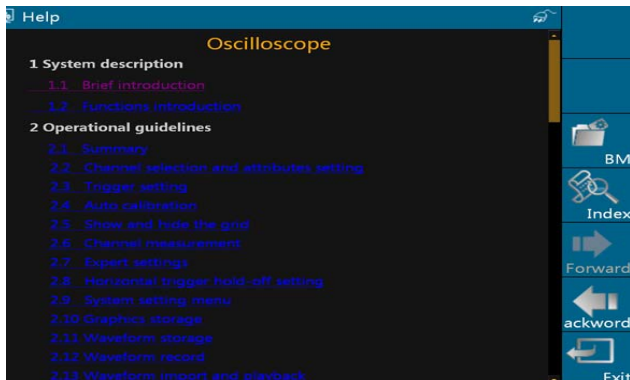 Help
Oscilloscope
1 System description
1.1 Brief introduction
1.2 Functions introduction
2 Operational guidelines
2.1 Summary
2.2 Channel selection and attributes setting
2.3 Trigger setting
2.4 Auto calibration
2.5 Show and hide the grid
2.6 Channel measurement
2.7 Expert settings
2.8 Horizontal trigger hold-off setting
2.9 System setting menu
2.10 Graphics storage
2.11 Waveform storage
2.12 Waveform record
2.13 Waveform import and playback
BM
Index
Forward
ackword
Exit